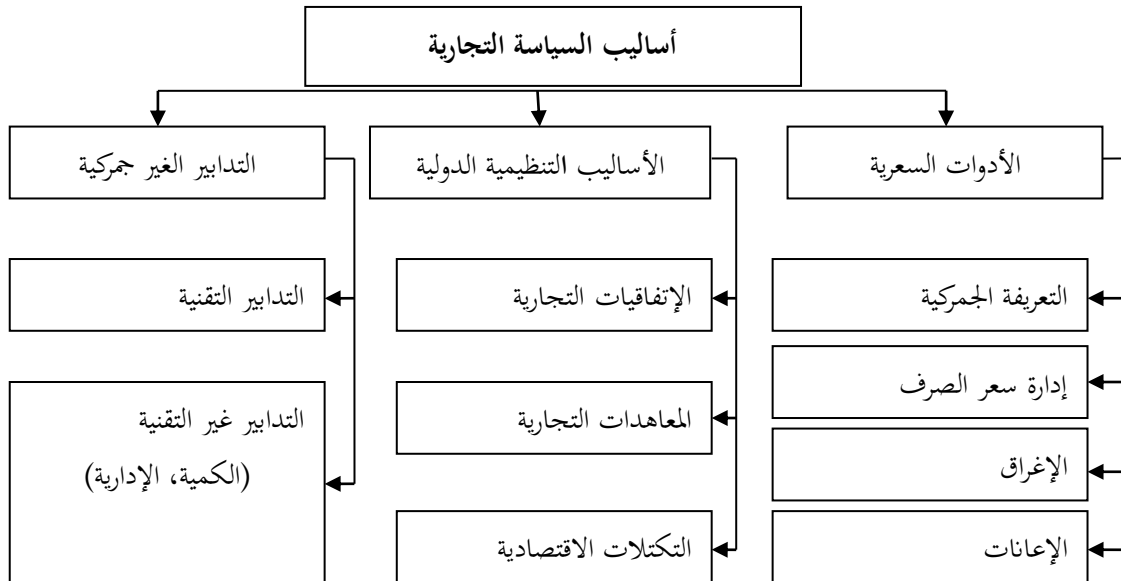 أساليب السياسة التجارية
الأدوات السعرية
الأساليب التنظيمية الدولية
التدابير الغير جمركية
التعريفة الجمركية
الإتفاقيات التجارية
التدابير التقنية
إدارة سعر الصرف
المعاهدات التجارية
التدابير غير التقنية
(الكمية، الإدارية)
الإغراق
الإعانات
التكتلات الاقتصادية